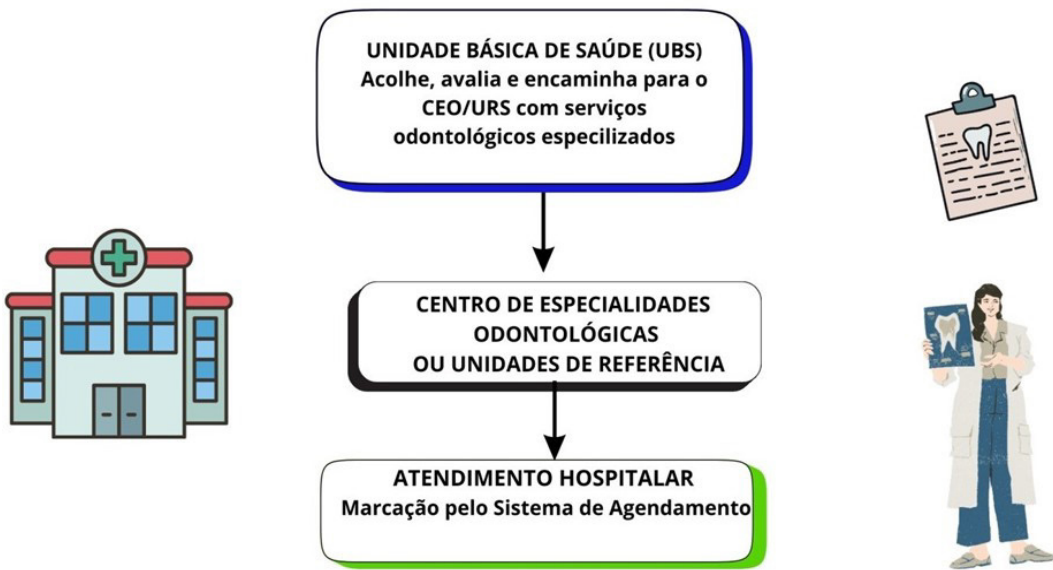 UNIDADE BÁSICA DE SAÚDE (UBS)
Acolhe, avalia e encaminha para o
CEO/URS com serviços
odontológicos especilizados
CENTRO DE ESPECIALIDADES
ODONTOLÓGICAS
OU UNIDADES DE REFERÊNCIA
ATENDIMENTO HOSPITALAR
Marcação pelo Sistema de Agendamento